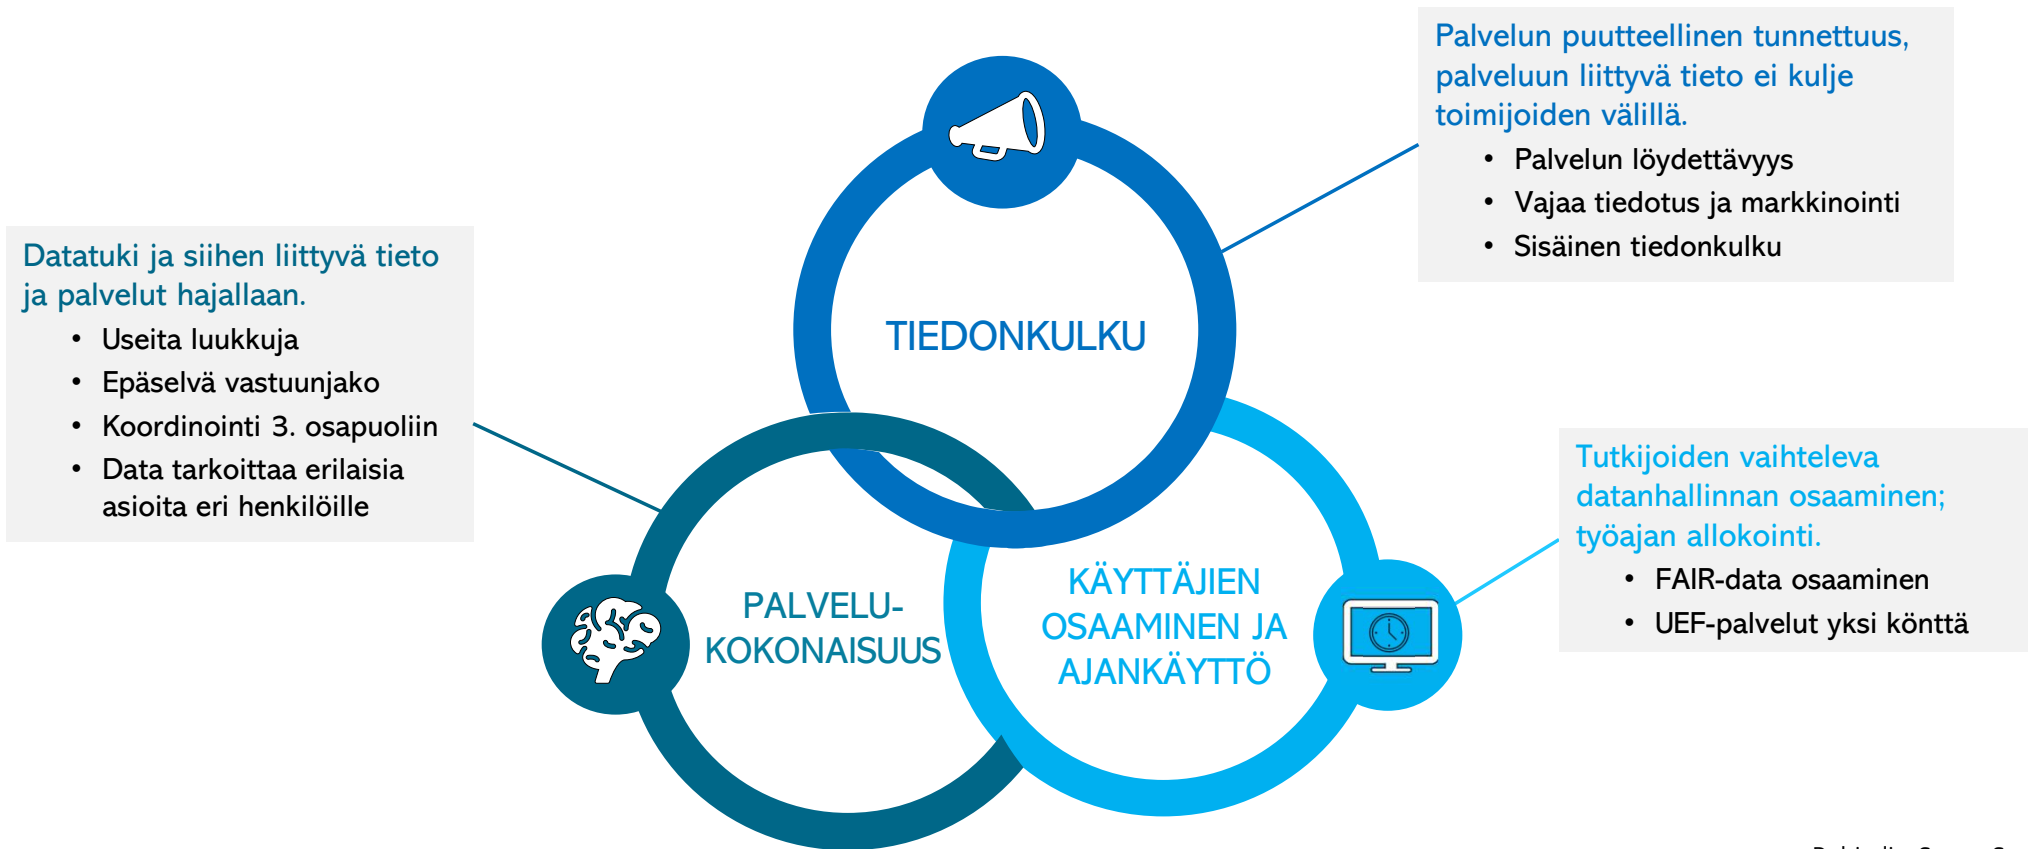 Palvelun puutteellinen tunnettuus,
palveluun liittyvä tieto ei kulje
toimijoiden välillä.
• Palvelun löydettävyys
• Vajaa tiedotus ja markkinointi
• Sisäinen tiedonkulku
TIEDONKULKU
Datatuki ja siihen liittyvä tieto
ja palvelut hajallaan.
• Useita luukkuja
• Epäselvä vastuunjako
• Koordinointi 3. osapuoliin
• Data tarkoittaa erilaisia
asioita eri henkilöille
PALVELU-
KOKONAISUUS
KÄYTTÄJIEN
OSAAMINEN JA
AJANKÄYTTÖ
Tutkijoiden vaihteleva
datanhallinnan osaaminen;
työajan allokointi.
• FAIR-data osaaminen
• UEF-palvelut yksi könttä